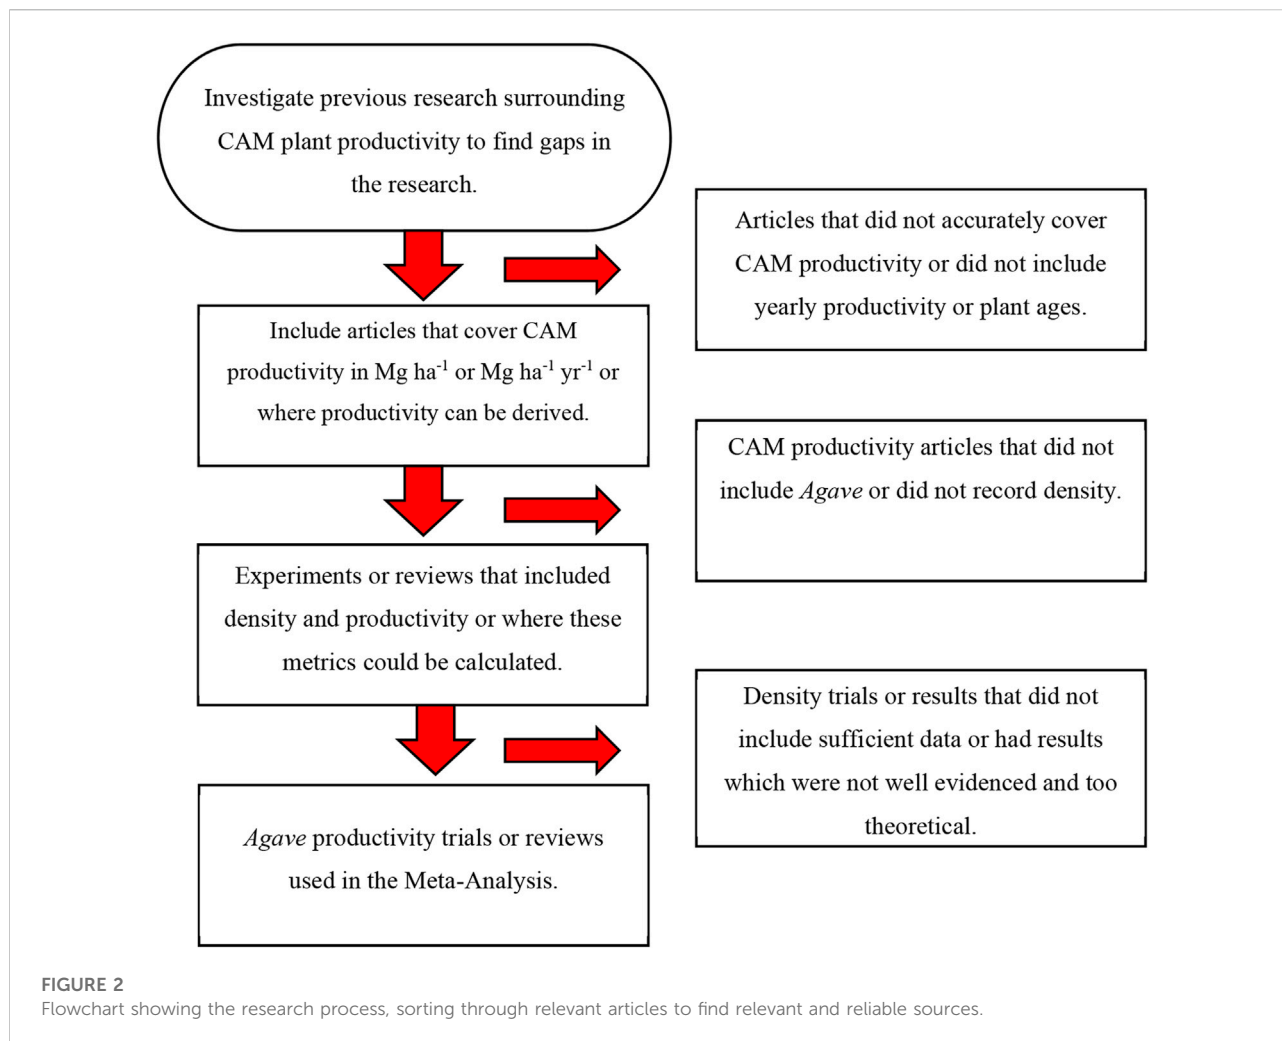 Investigate previous research surrounding
CAM plant productivity to find gaps in
the research.
Articles that did not accurately cover
CAM productivity or did not include
yearly productivity or plant ages.
Include articles that cover CAM
productivity in Mg ha⁻¹ or Mg ha⁻¹ yr⁻¹ or
where productivity can be derived.
CAM productivity articles that did not
include Agave or did not record density.
Experiments or reviews that included
density and productivity or where these
metrics could be calculated.
Density trials or results that did not
include sufficient data or had results
which were not well evidenced and too
theoretical.
Agave productivity trials or reviews
used in the Meta-Analysis.
FIGURE 2
Flowchart showing the research process, sorting through relevant articles to find relevant and reliable sources.